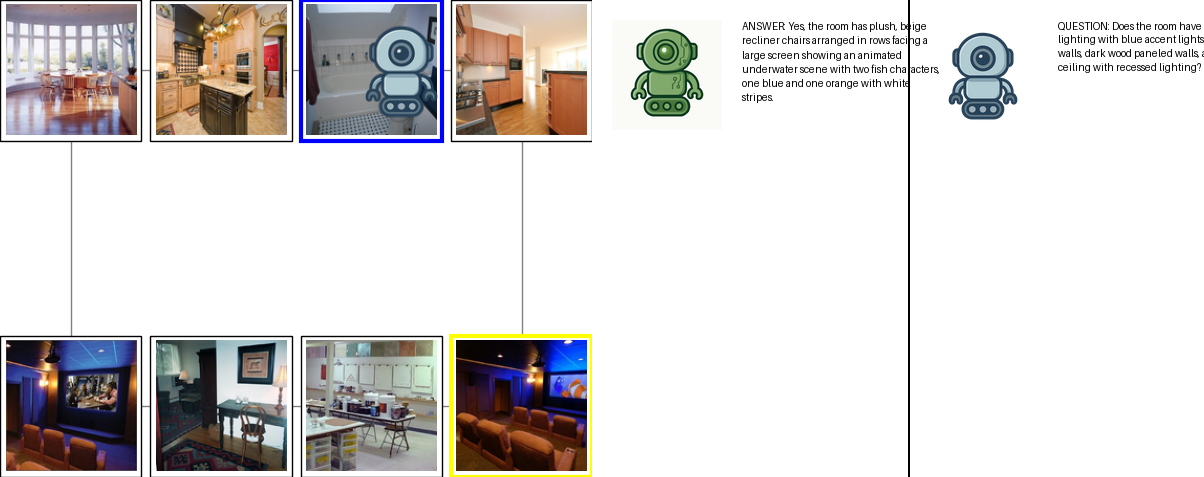 ANSWER: Yes, the room has plush, beige
recliner chairs arranged in rows facing a
large screen showing an animated
underwater scene with two fish characters,
one blue and one orange with white
stripes.
QUESTION: Does the room have
lighting with blue accent lights
walls, dark wood paneled walls, a
ceiling with recessed lighting?